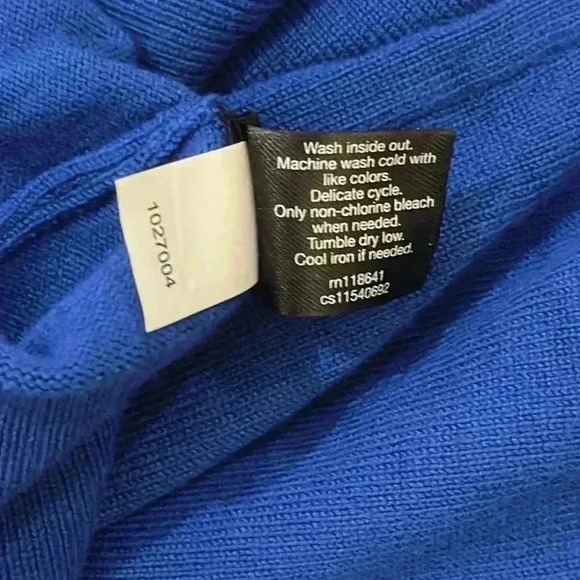 1027004
Wash inside out.
Machine wash cold with
like colors.
Delicate cycle.
Only non-chlorine bleach
when needed.
Tumble dry low.
Cool iron if needed.
rn118641
cs11540692